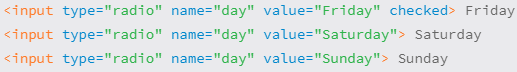 <input type="radio" name="day" value="Friday" checked> Friday
<input type="radio" name="day" value="Saturday"> Saturday
<input type="radio" name="day" value="Sunday"> Sunday